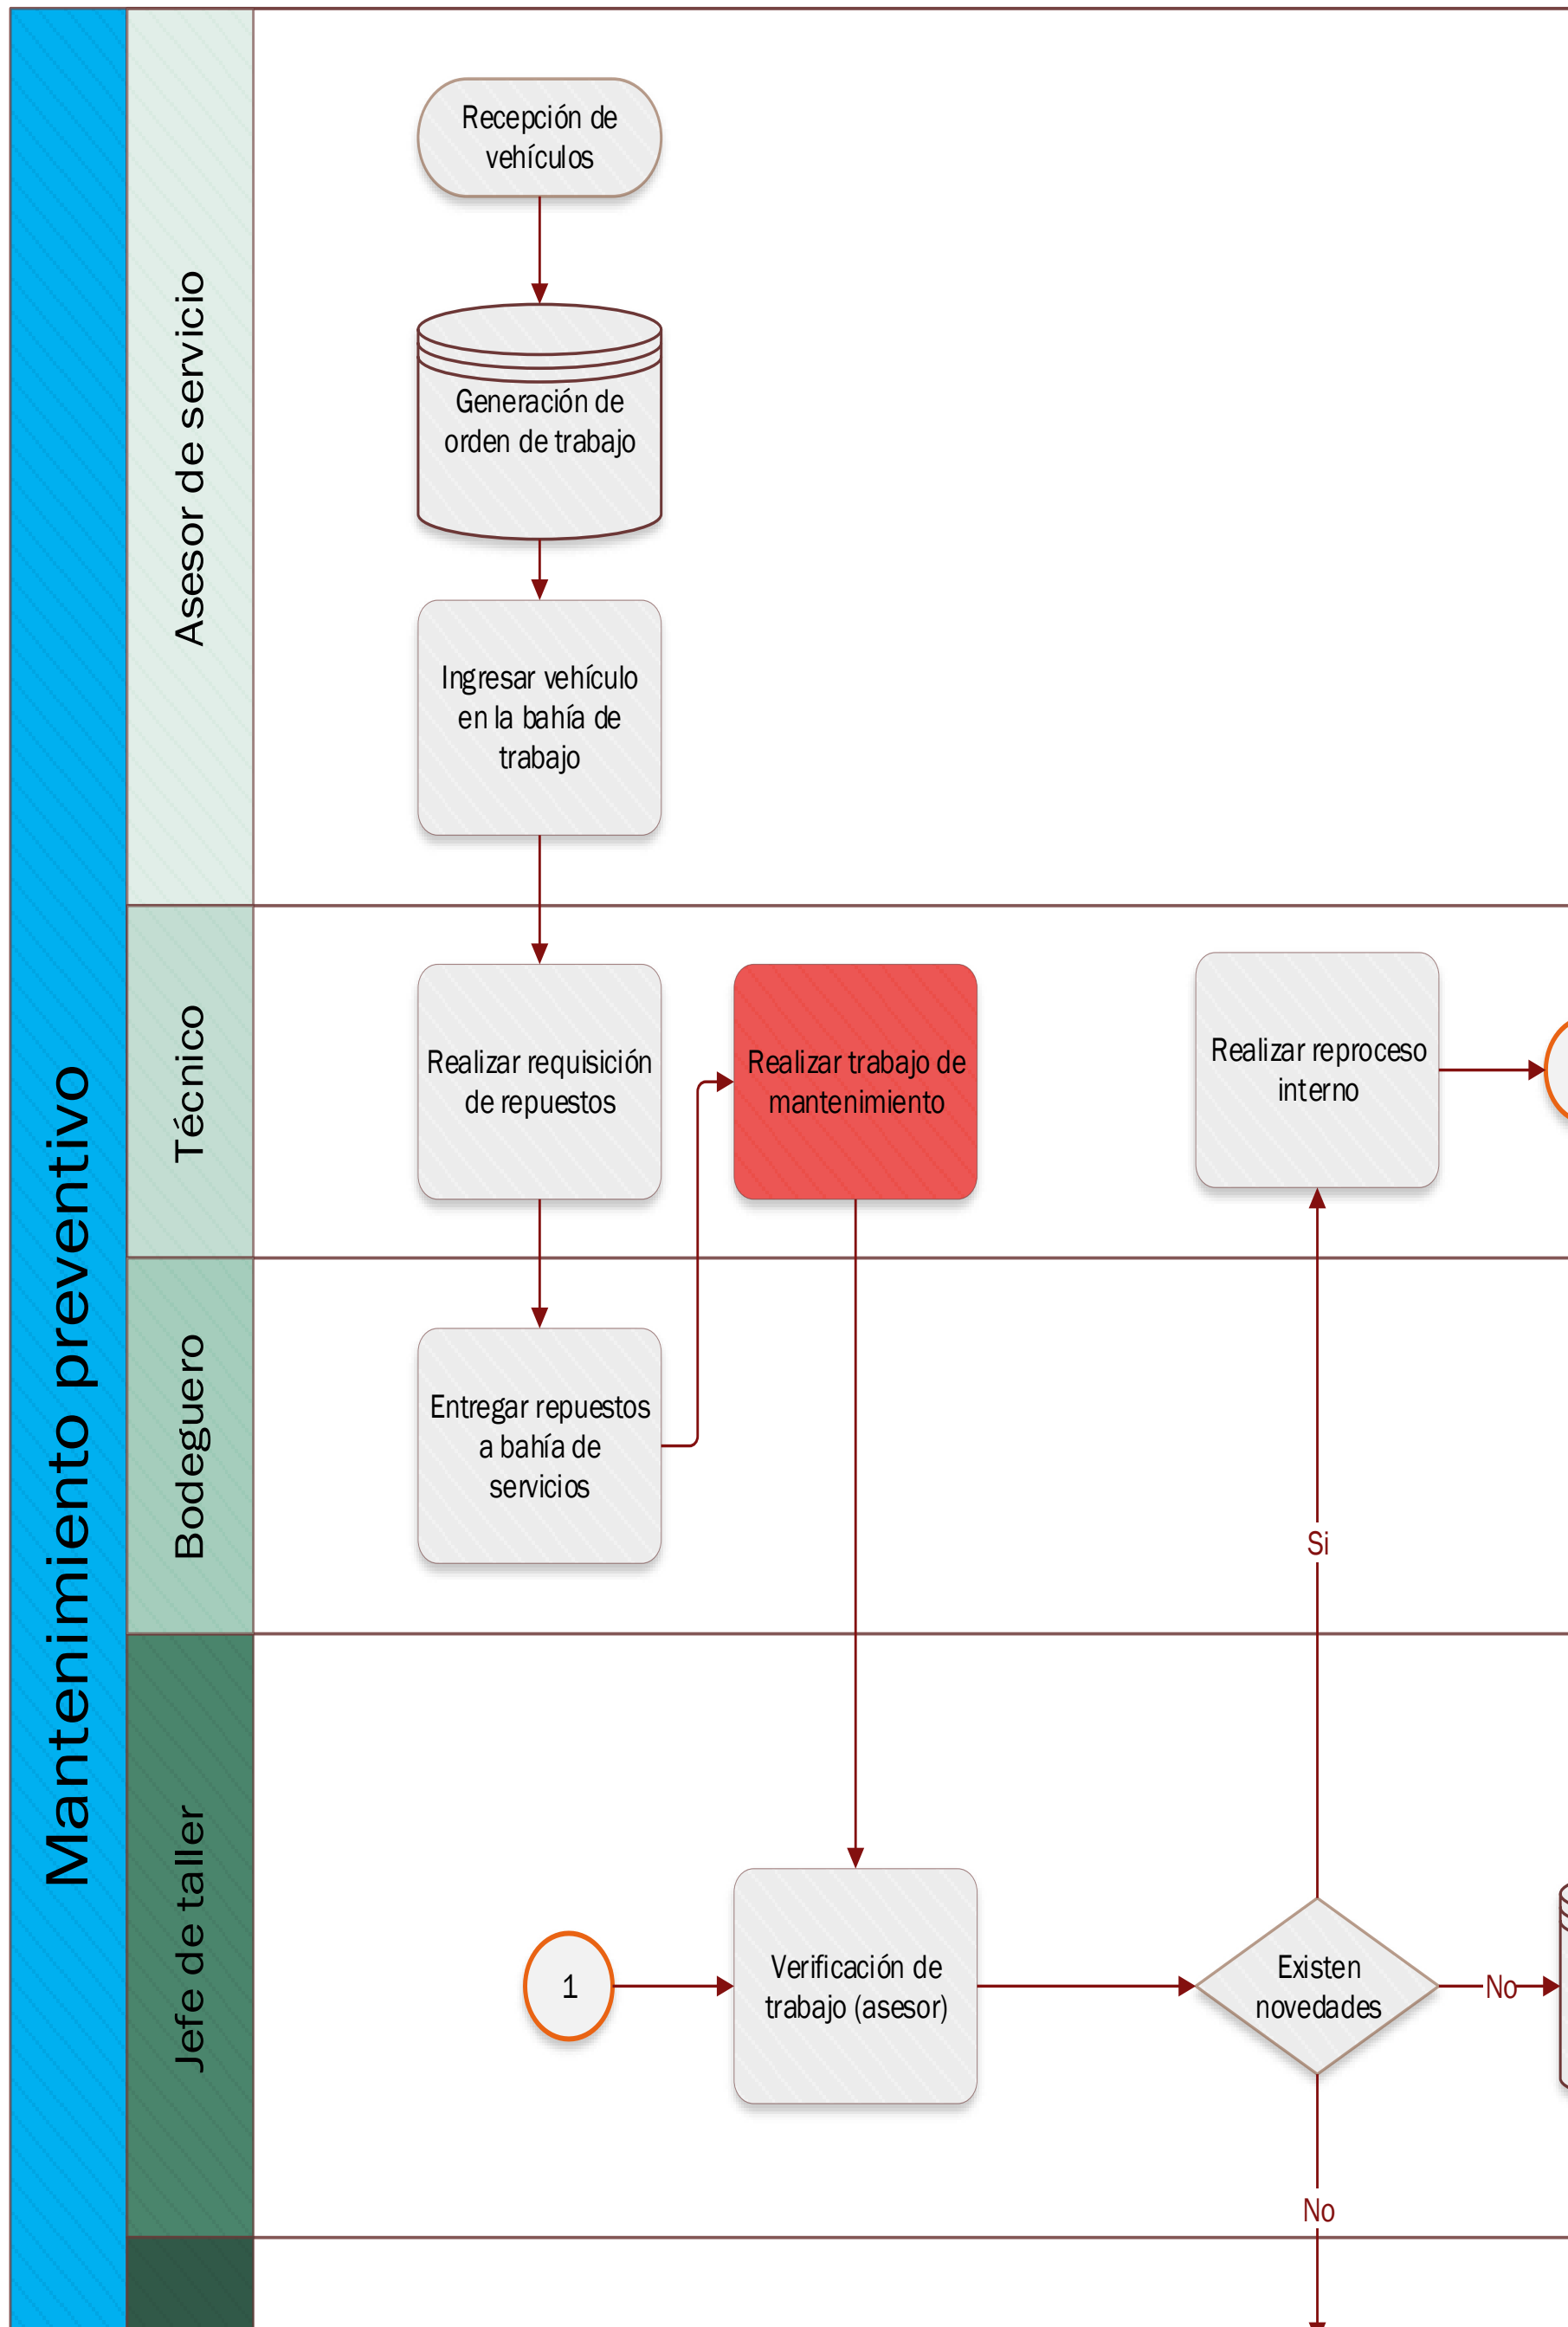 Mantenimiento preventivo
Asesor de servicio
Recepción de
vehículos
Generación de
orden de trabajo
Ingresar vehículo
en la bahía de
trabajo
Técnico
Realizar requisición
de repuestos
Realizar trabajo de
mantenimiento
Realizar reproceso
interno
Bodeguero
Entregar repuestos
a bahía de
servicios
Si
Jefe de taller
1
Verificación de
trabajo (asesor)
Existen
novedades
No
No